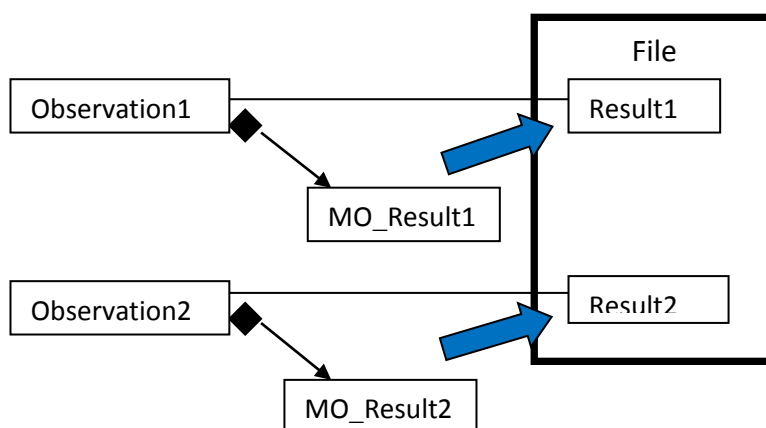 File
Observation1
Result1
MO_Result1
Observation2
Result2
MO_Result2